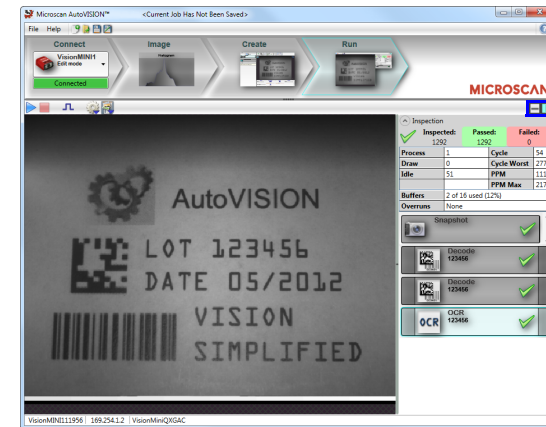 Microscan AutoVISION™ <Current Job Has Not Been Saved>
File Help
Connect Image Create Run
VisionMINI1
Edit mode
Connected
MICROSCAN
Inspection
Inspected: Passed: Failed:
1292 1292 0
Process 1 Cycle 54
Draw 0 Cycle Worst 277
Idle 51 PPM 111
PPM Max 217
Buffers 2 of 16 used (12%)
Overruns None
Snapshot
Decode
123456
Decode
123456
OCR OCR
123456
AutoVISION
LOT 123456
DATE 05/2012
VISION
SIMPLIFIED
VisionMINI111956 169.254.1.2 VisionMiniQXGAC